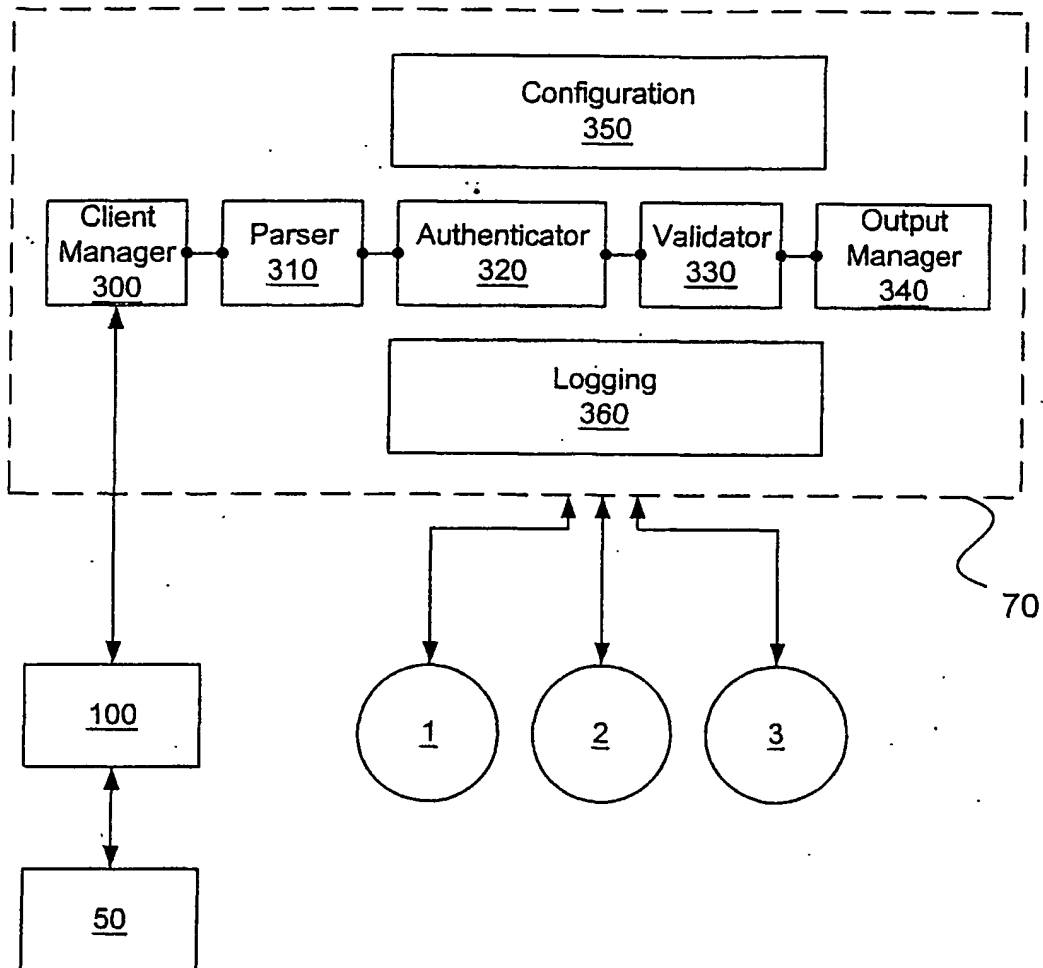 Configuration
350
Client
Manager
300
Parser
310
Authenticator
320
Validator
330
Output
Manager
340
Logging
360
70
100
1
2
3
50